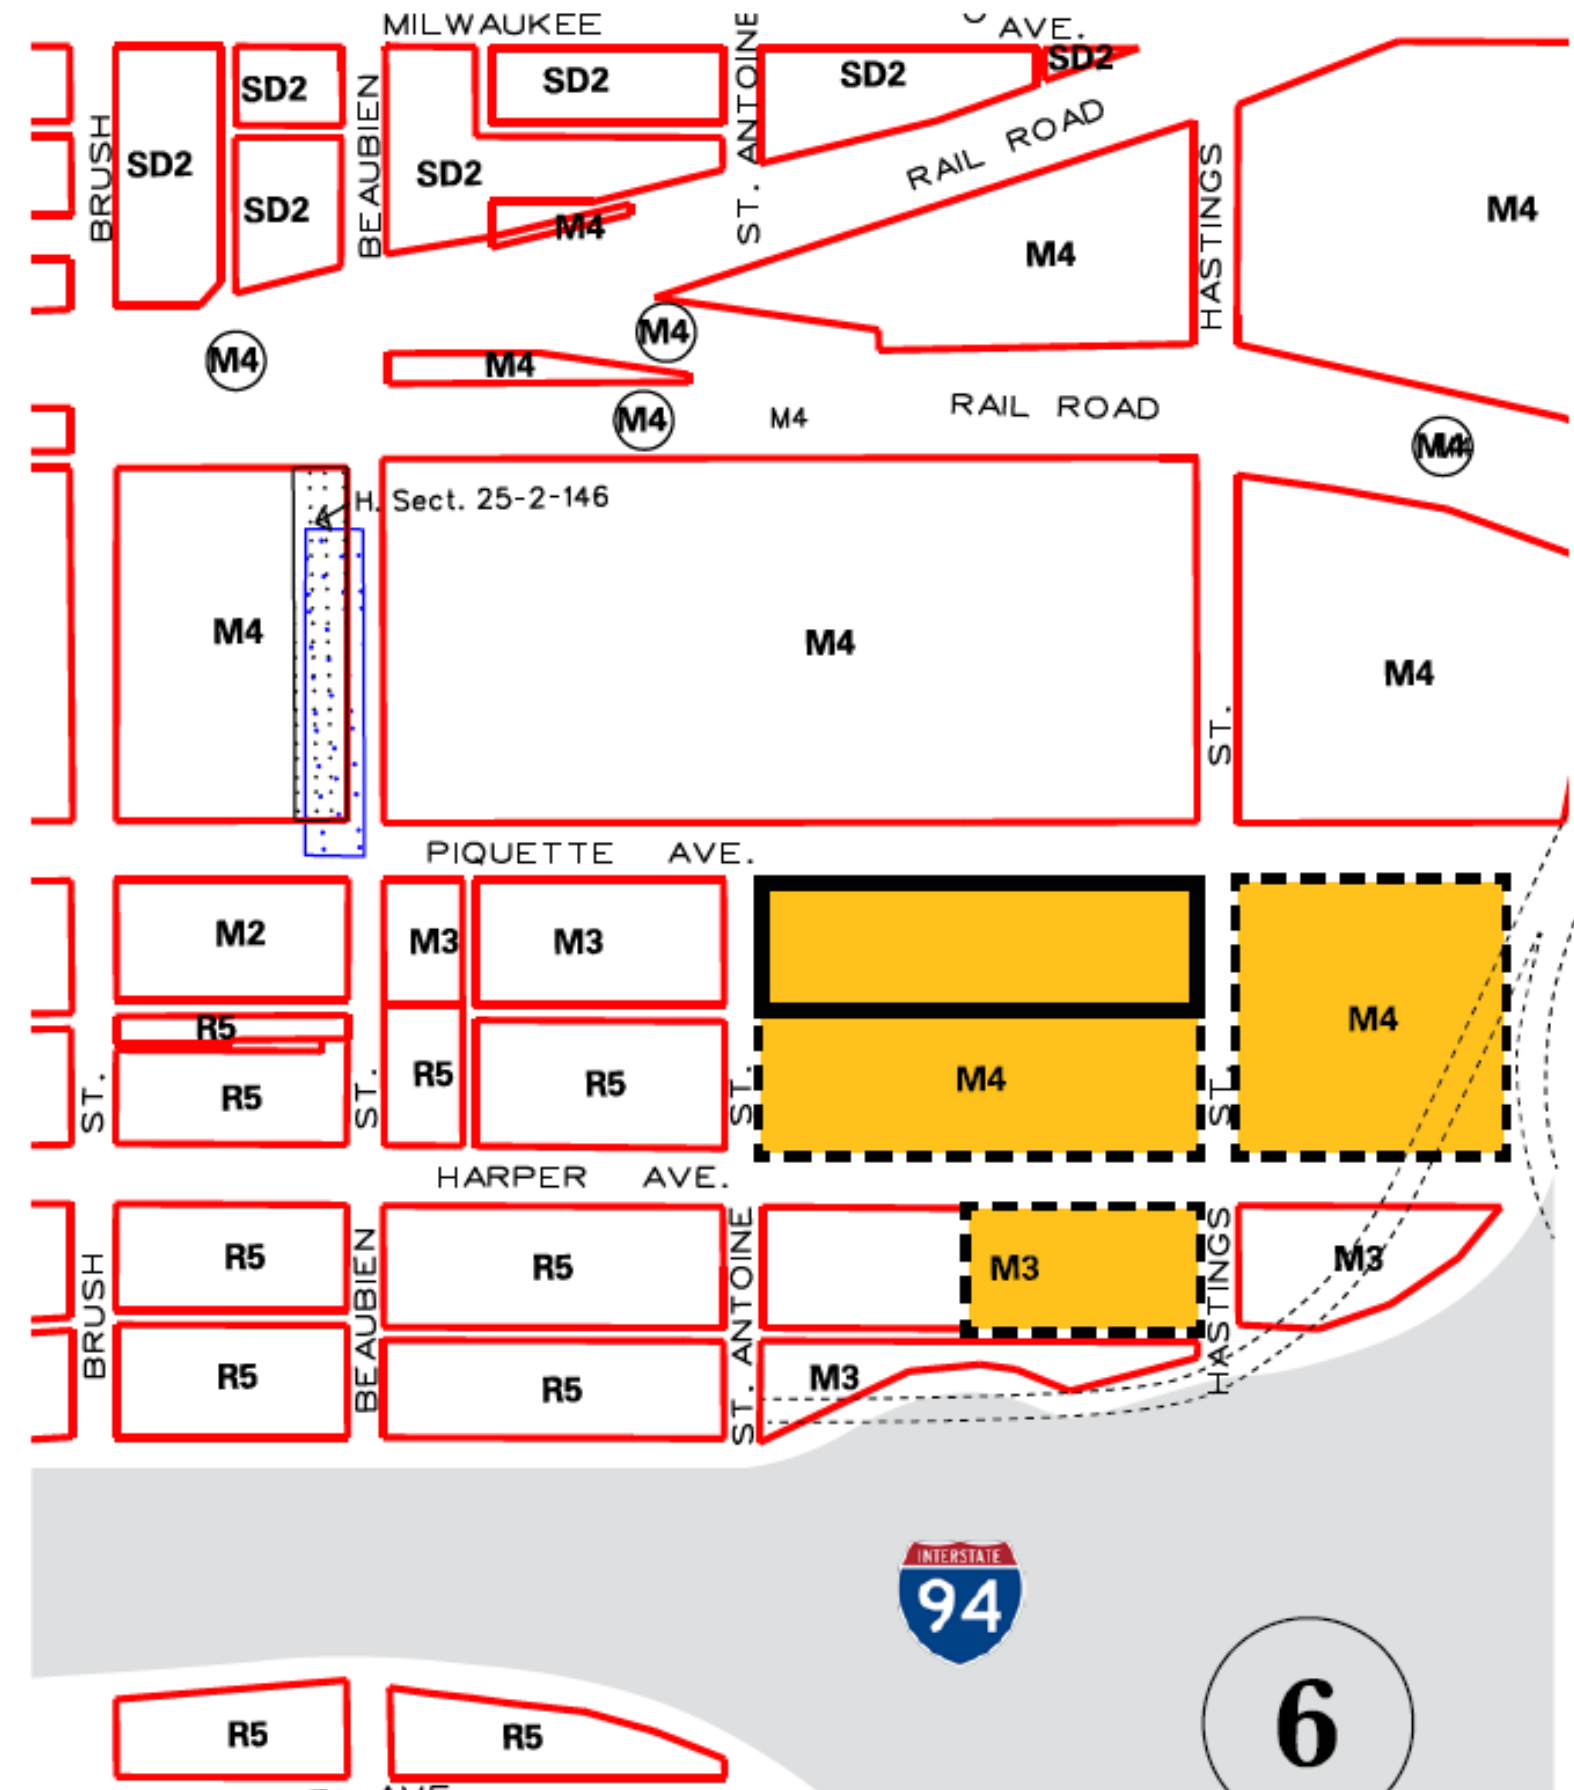 MILWAUKEE
AVE.
SD2
SD2
SD2
SD2
SD2
SD2
SD2
SD2
M4
BRUSH
BEAUBIEN
ST. ANTOINE
RAIL ROAD
HASTINGS
M4
M4
M4
M4
M4
M4
M4
RAIL ROAD
M4
H. Sect. 25-2-146
M4
M4
M4
ST.
PIQUETTE AVE.
M2
M3
M3
R5
R5
R5
R5
M4
M4
ST.
ST.
ST.
ST.
HARPER AVE.
R5
R5
M3
M3
BRUSH
BEAUBIEN
ST. ANTOINE
HASTINGS
R5
R5
M3
INTERSTATE
94
6
R5
R5
AVE